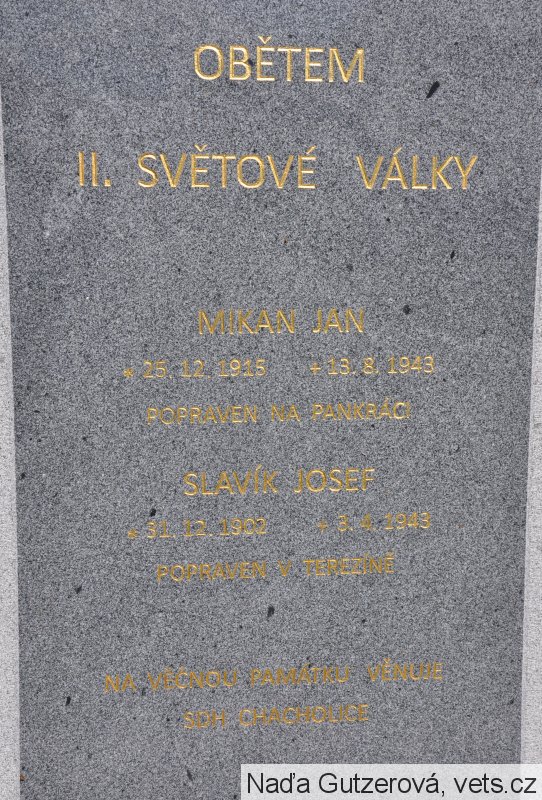 OBĚTEM
II. SVĚTOVÉ VÁLKY
MIKAN JAN
* 25. 12. 1915 + 13. 8. 1943
POPRAVEN NA PANKRÁCI
SLAVÍK JOSEF
* 31. 12. 1902 + 3. 4. 1943
POPRAVEN V TEREZÍNĚ
NA VĚČNOU PAMÁTKU VĚNUJE
SDH CHACHOLICE
Naďa Gutzerová, vets.cz